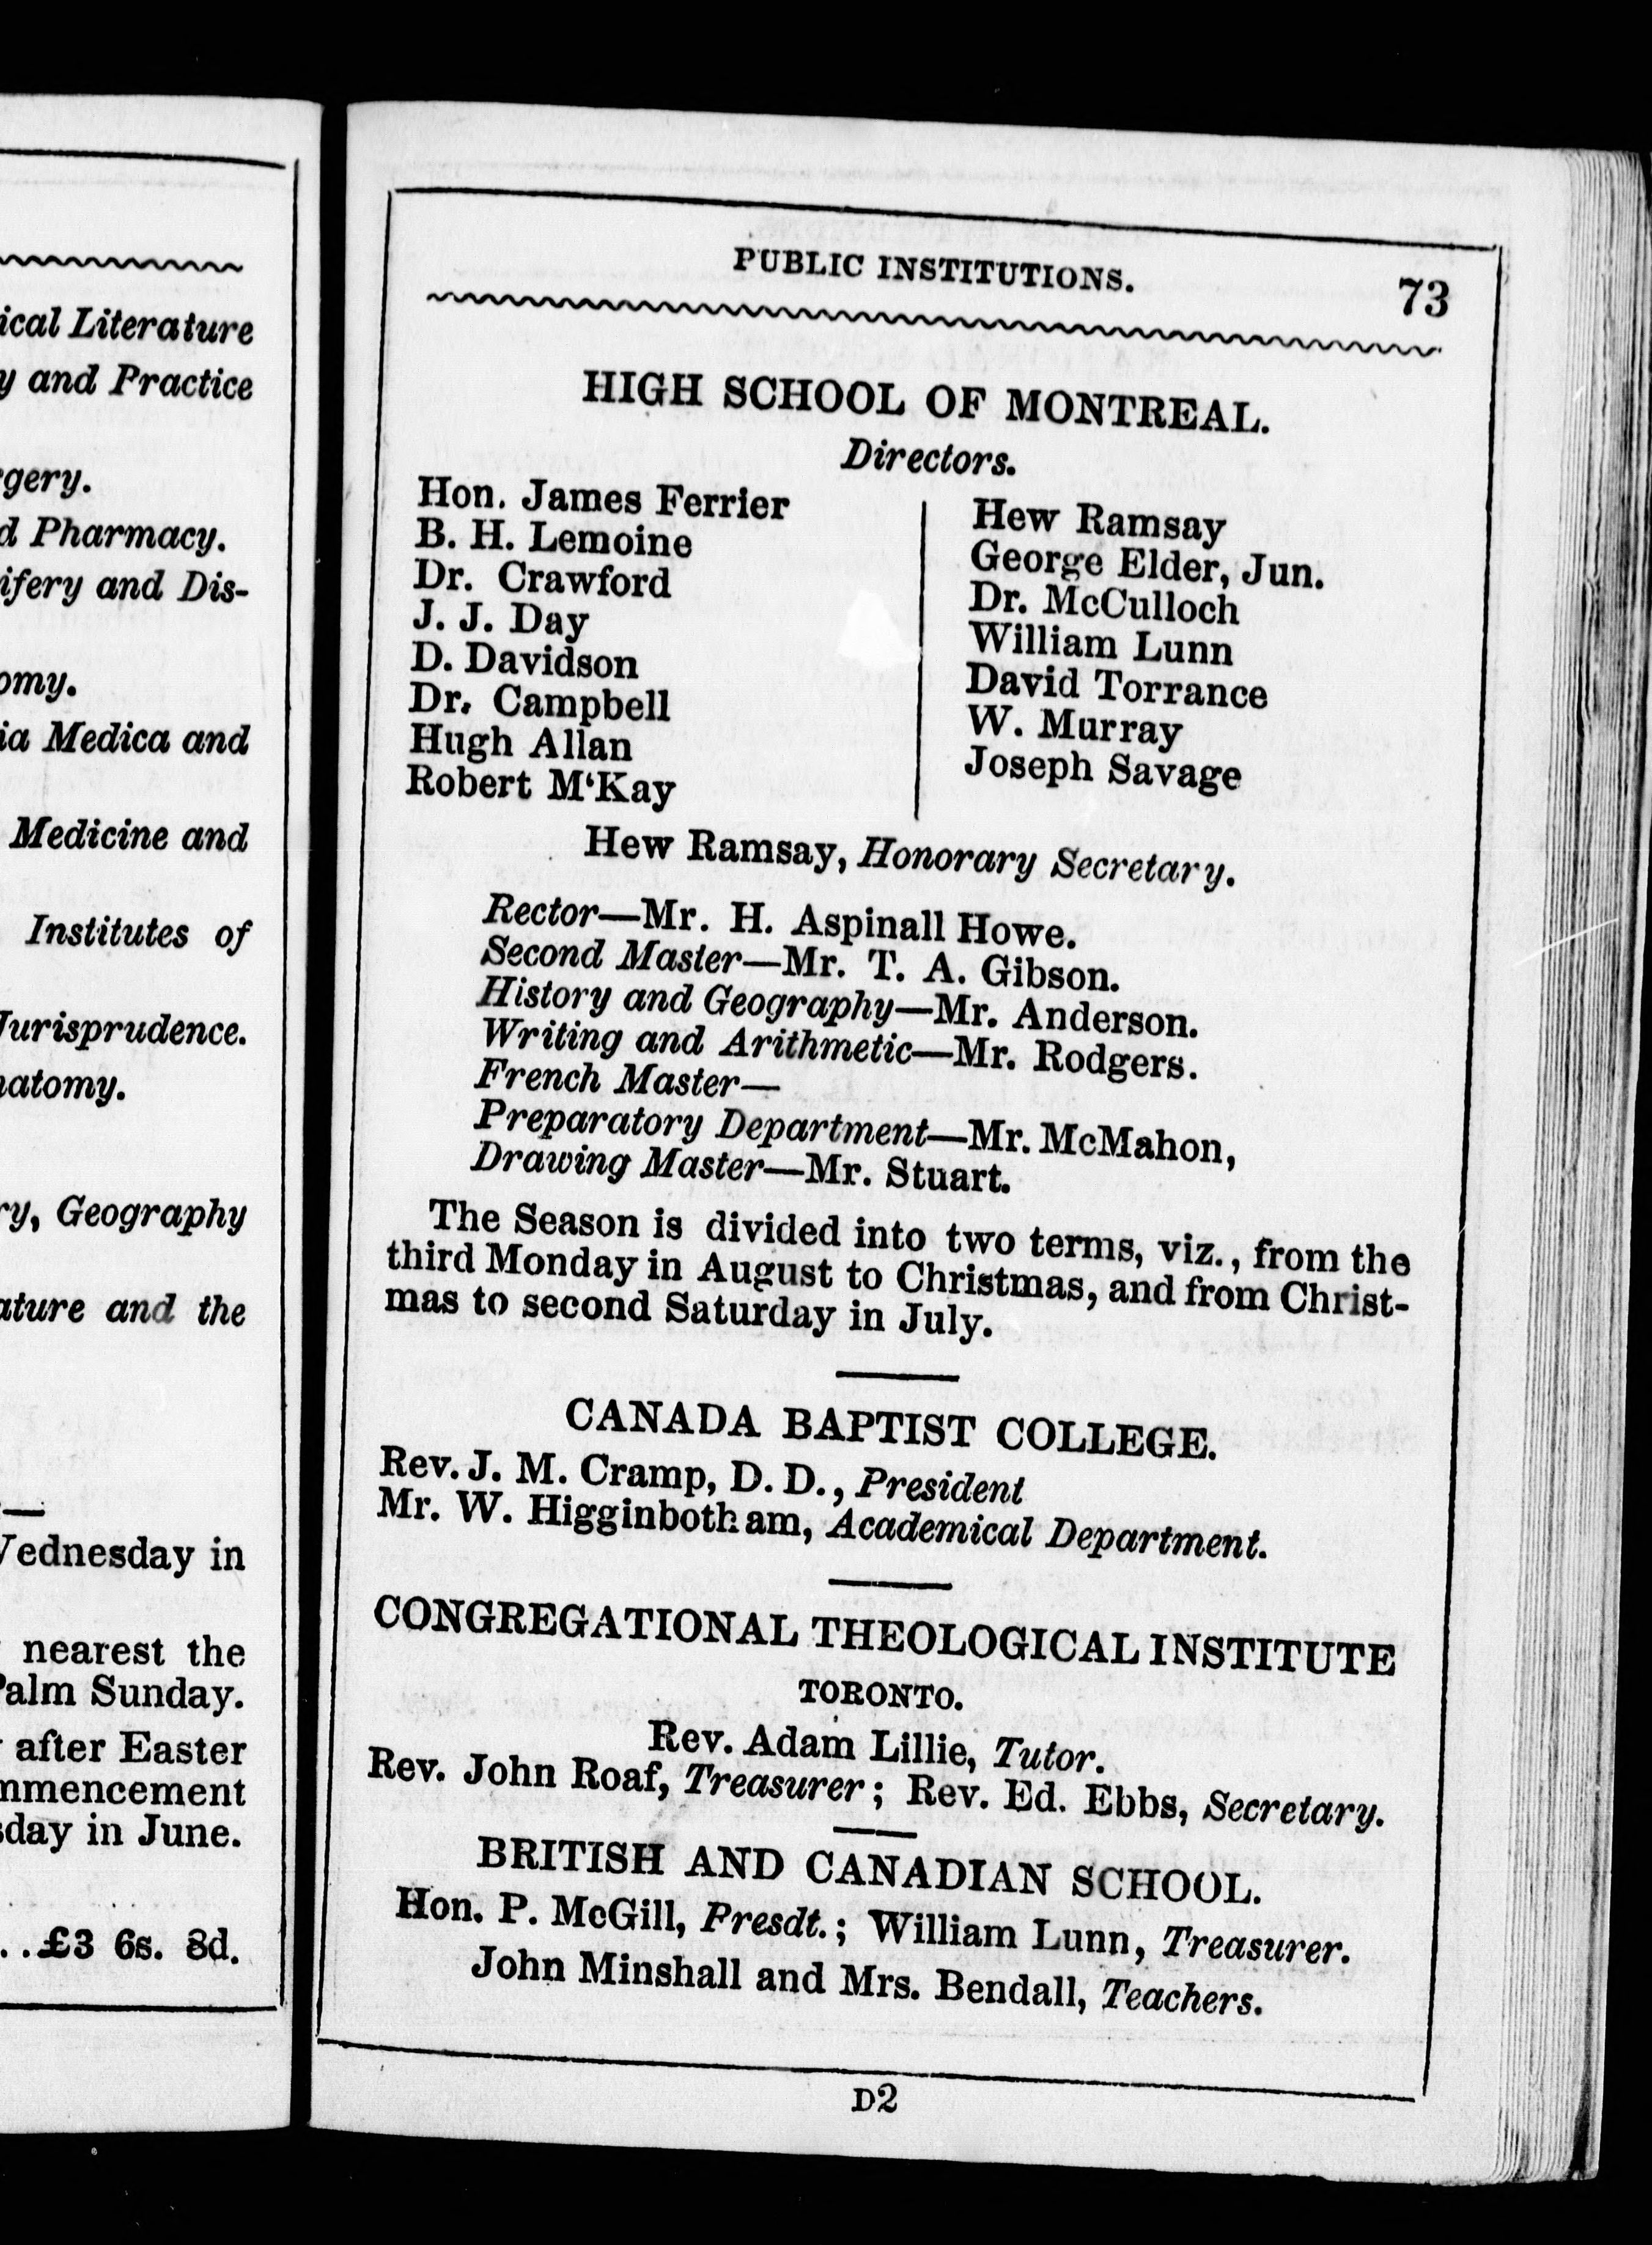 ical Literature
y and Practice
gery.
d Pharmacy.
ifery and Dis-
omy.
ia Medica and
Medicine and
Institutes of
Jurisprudence.
natomy.
ry, Geography
ature and the
Wednesday in
nearest the
Palm Sunday.
after Easter
mmencement
sday in June.
..£3 6s. 8d.
PUBLIC INSTITUTIONS. 73
HIGH SCHOOL OF MONTREAL.
Directors.
Hon. James Ferrier
B. H. Lemoine
Dr. Crawford
J. J. Day
D. Davidson
Dr. Campbell
Hugh Allan
Robert M‘Kay
Hew Ramsay
George Elder, Jun.
Dr. McCulloch
William Lunn
David Torrance
W. Murray
Joseph Savage
Hew Ramsay, Honorary Secretary.
Rector—Mr. H. Aspinall Howe.
Second Master—Mr. T. A. Gibson.
History and Geography—Mr. Anderson.
Writing and Arithmetic—Mr. Rodgers.
French Master—
Preparatory Department—Mr. McMahon,
Drawing Master—Mr. Stuart.
The Season is divided into two terms, viz., from the
third Monday in August to Christmas, and from Christ-
mas to second Saturday in July.
CANADA BAPTIST COLLEGE.
Rev. J. M. Cramp, D. D., President
Mr. W. Higginbotham, Academical Department.
CONGREGATIONAL THEOLOGICAL INSTITUTE
TORONTO.
Rev. Adam Lillie, Tutor.
Rev. John Roaf, Treasurer; Rev. Ed. Ebbs, Secretary.
BRITISH AND CANADIAN SCHOOL.
Hon. P. McGill, Presdt.; William Lunn, Treasurer.
John Minshall and Mrs. Bendall, Teachers.
D2